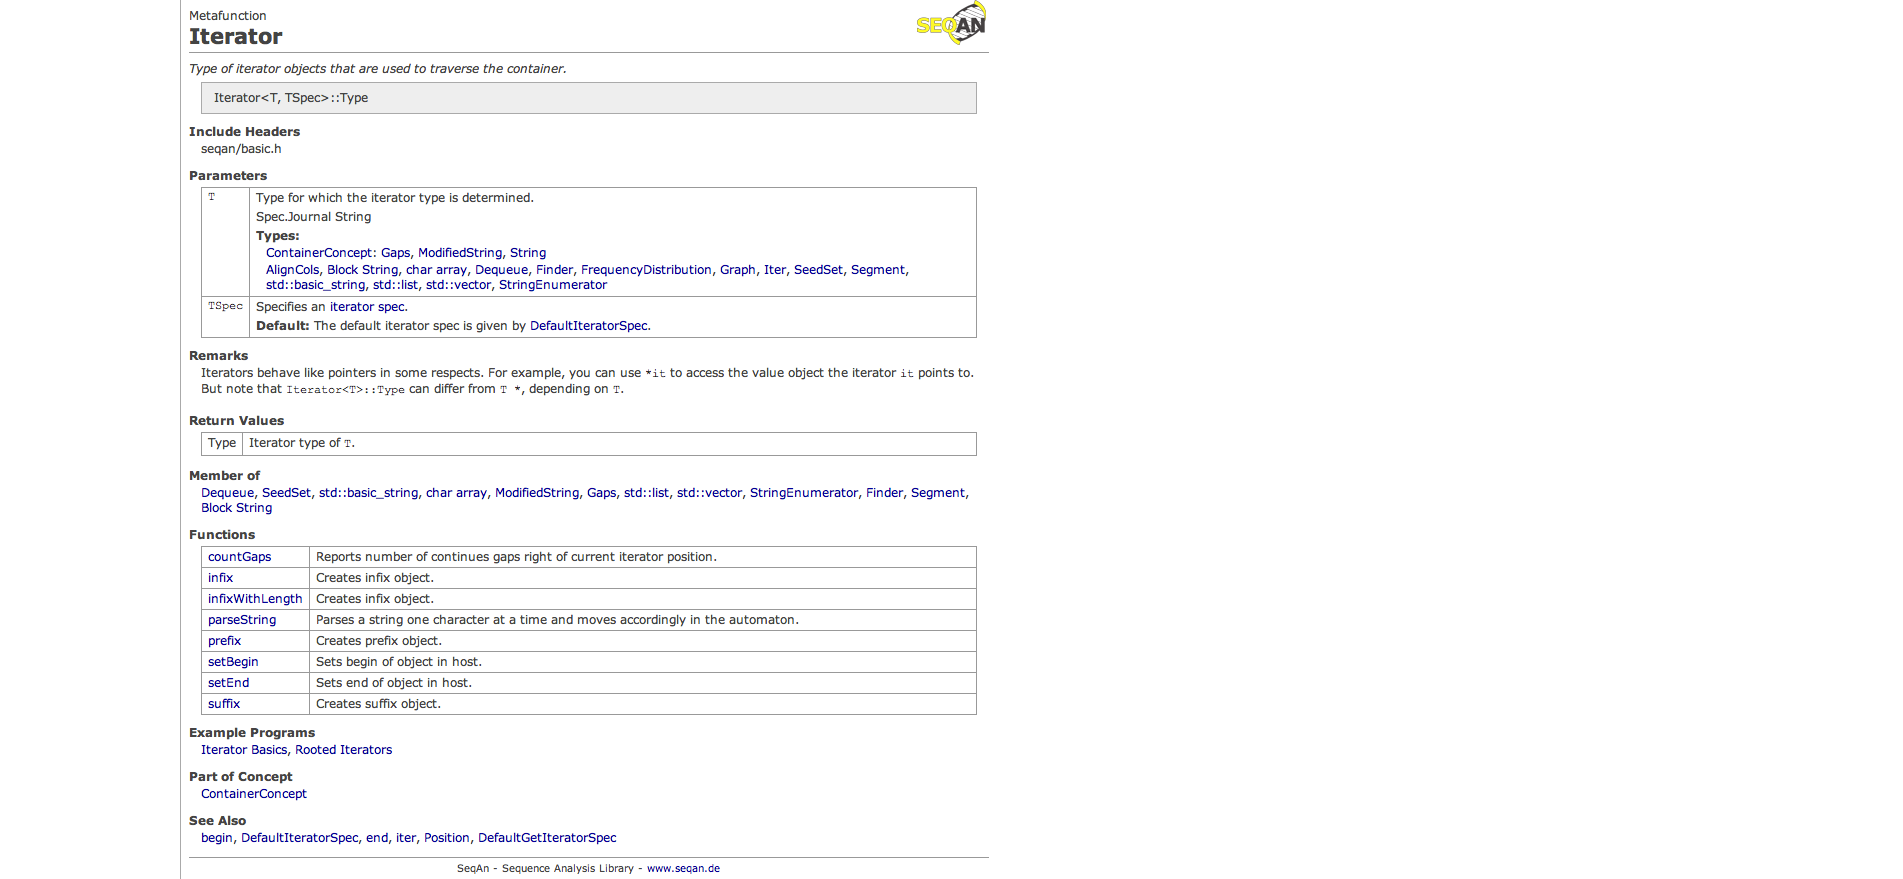 Metafunction
Iterator
SEQAN
Type of iterator objects that are used to traverse the container.
Iterator<T, TSpec>::Type
Include Headers
seqan/basic.h
Parameters
T Type for which the iterator type is determined.
Spec.Journal String
Types:
ContainerConcept: Gaps, ModifiedString, String
AlignCols, Block String, char array, Dequeue, Finder, FrequencyDistribution, Graph, Iter, SeedSet, Segment,
std::basic_string, std::list, std::vector, StringEnumerator
TSpec Specifies an iterator spec.
Default: The default iterator spec is given by DefaultIteratorSpec.
Remarks
Iterators behave like pointers in some respects. For example, you can use *it to access the value object the iterator it points to.
But note that Iterator<T>::Type can differ from T *, depending on T.
Return Values
Type Iterator type of T.
Member of
Dequeue, SeedSet, std::basic_string, char array, ModifiedString, Gaps, std::list, std::vector, StringEnumerator, Finder, Segment,
Block String
Functions
countGaps Reports number of continues gaps right of current iterator position.
infix Creates infix object.
infixWithLength Creates infix object.
parseString Parses a string one character at a time and moves accordingly in the automaton.
prefix Creates prefix object.
setBegin Sets begin of object in host.
setEnd Sets end of object in host.
suffix Creates suffix object.
Example Programs
Iterator Basics, Rooted Iterators
Part of Concept
ContainerConcept
See Also
begin, DefaultIteratorSpec, end, iter, Position, DefaultGetIteratorSpec
SeqAn - Sequence Analysis Library - www.seqan.de